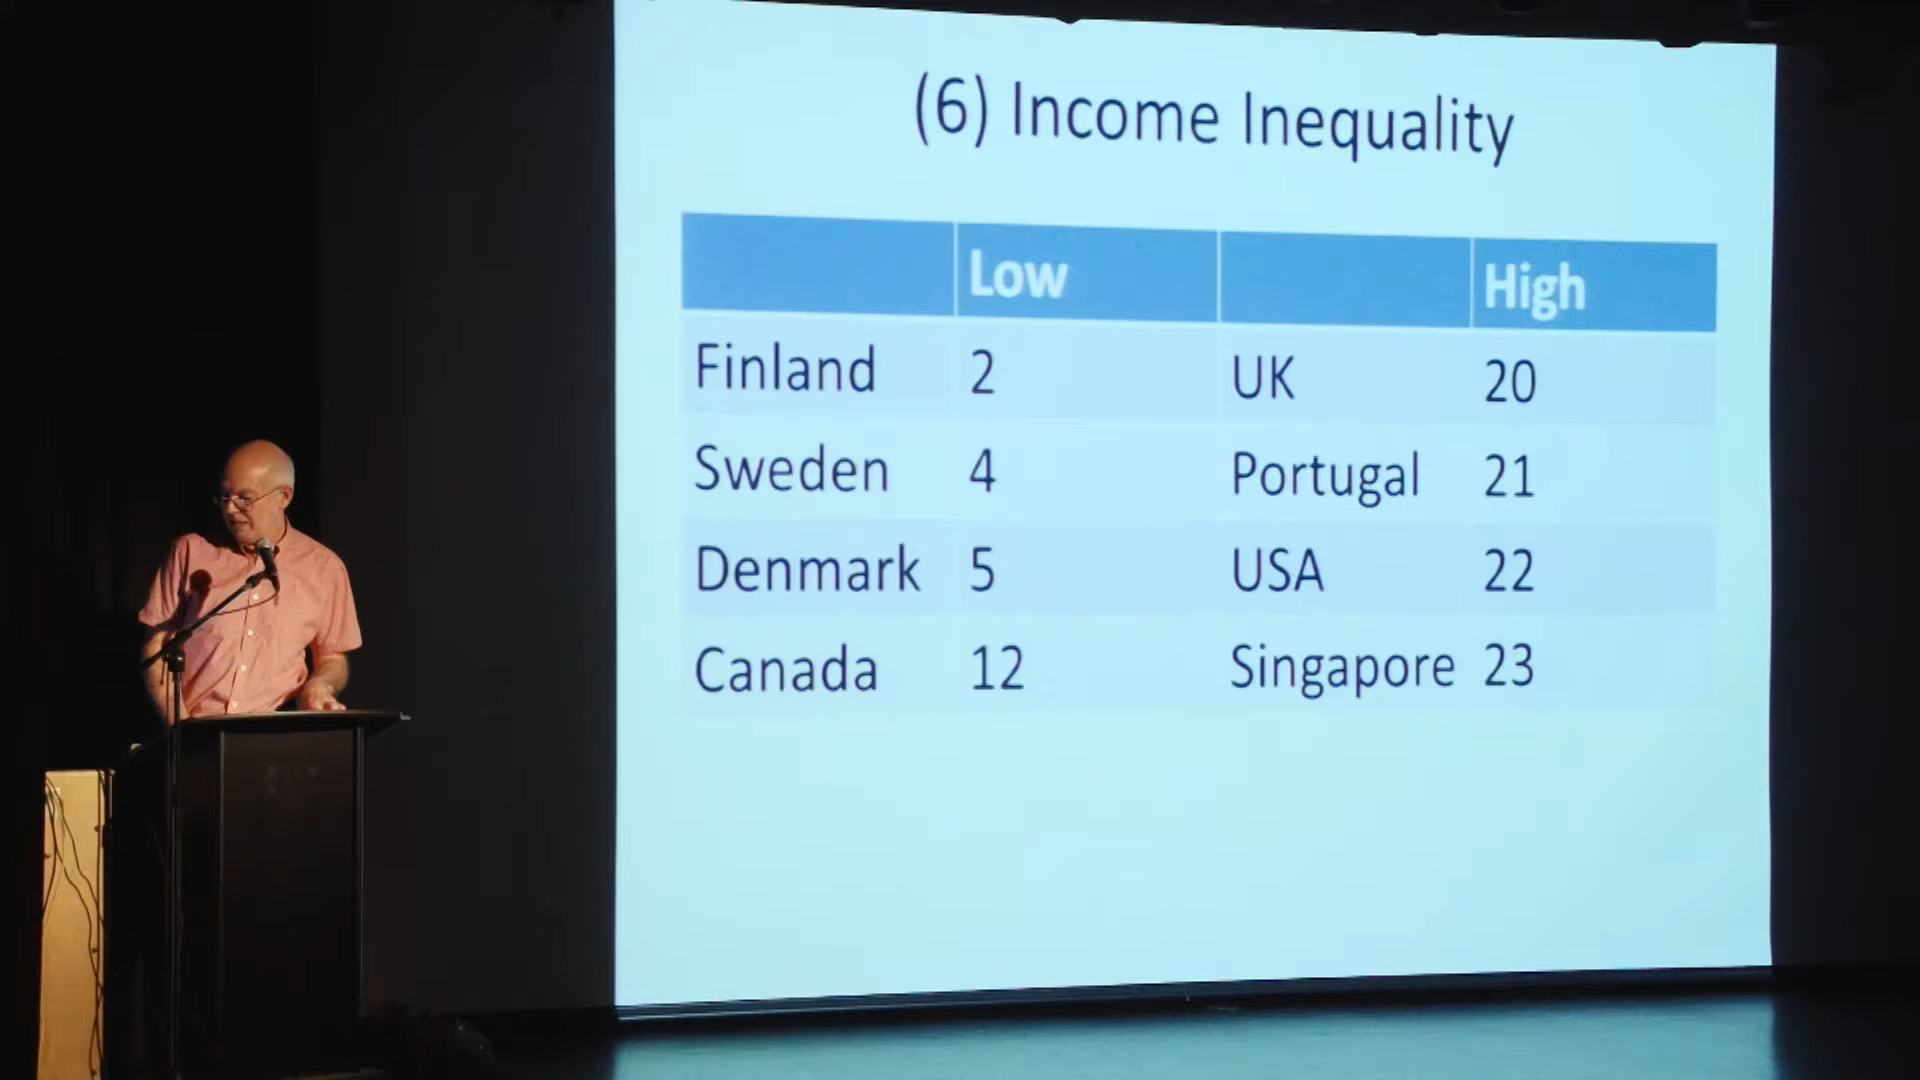 (6) Income Inequality
Low High
Finland 2 UK 20
Sweden 4 Portugal 21
Denmark 5 USA 22
Canada 12 Singapore 23